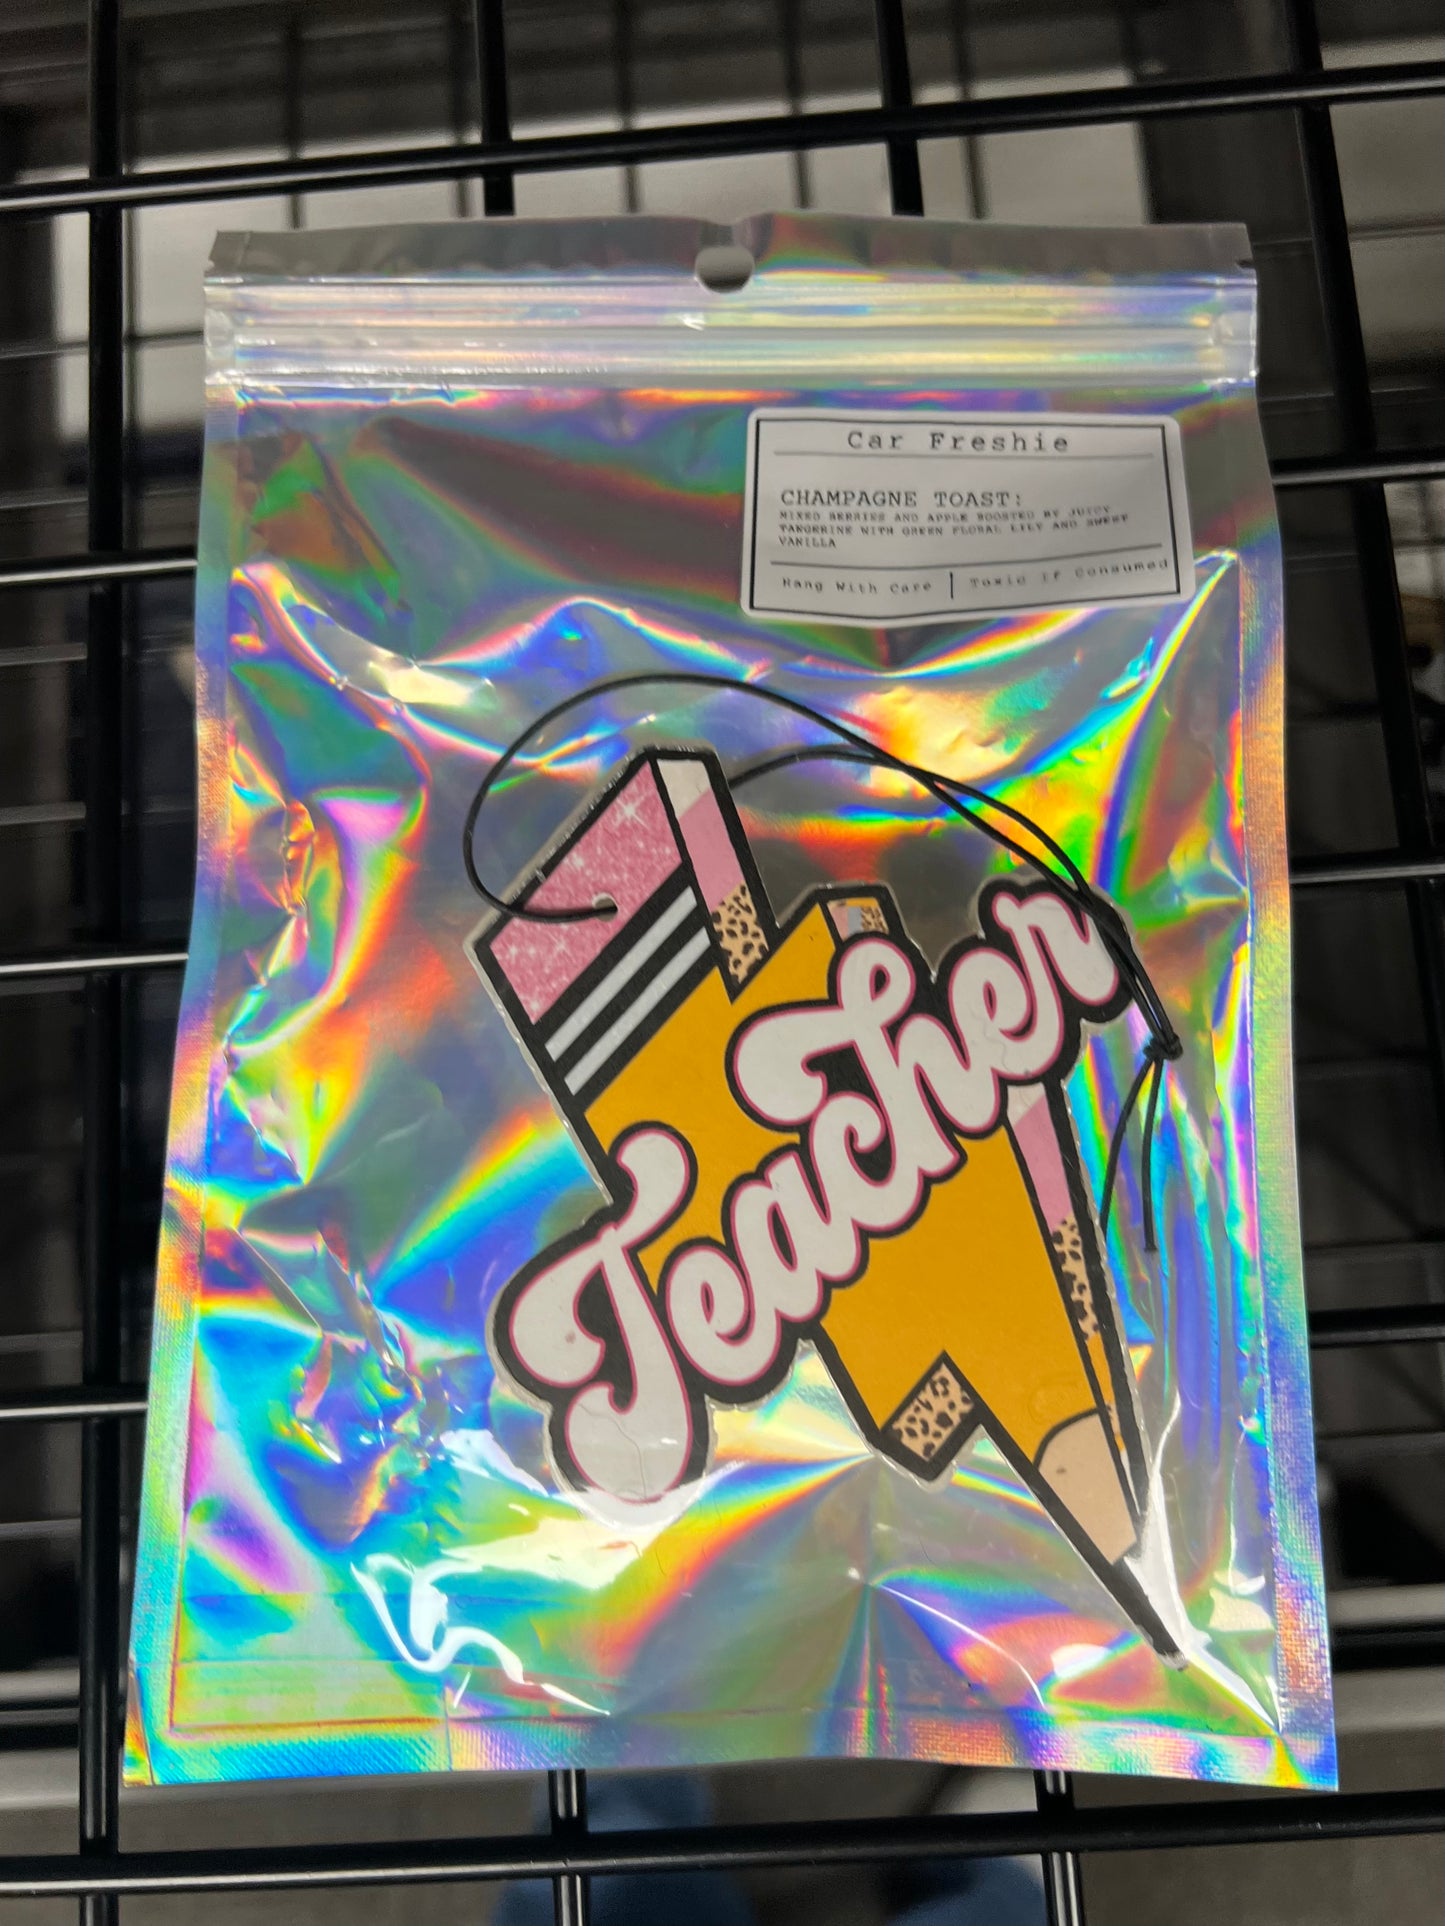 Car Freshie
CHAMPAGNE TOAST:
MIXED BERRIES AND APPLE BOOSTED BY JUICY
TANGERINE WITH GREEN FLORAL LILY AND SWEET
VANILLA
Hang With Care | Toxic if Consumed
Teacher